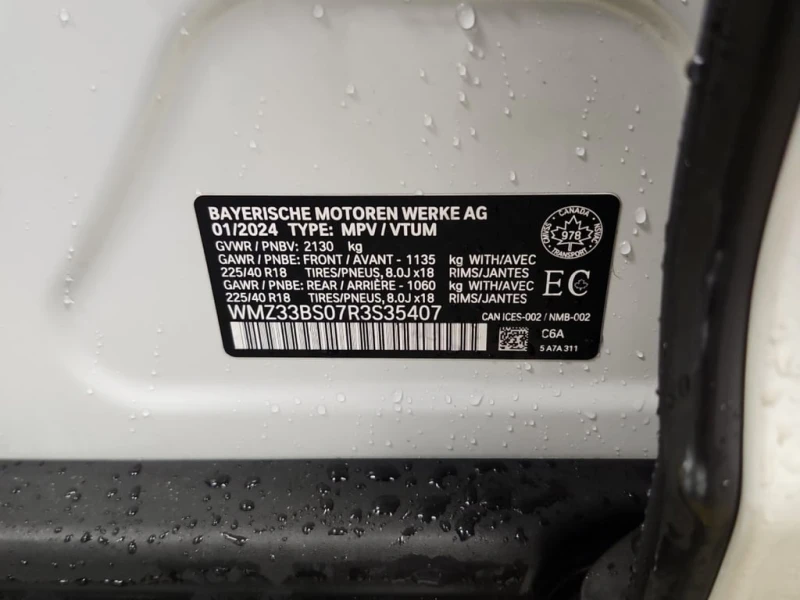 BAYERISCHE MOTOREN WERKE AG
01/2024 TYPE: MPV / VTUM
GVWR / PNBV: 2130 kg
GAWR / PNBE: FRONT / AVANT - 1135 kg WITH/AVEC
225/40 R18 TIRES/PNEUS, 8.0J x18 RIMS/JANTES
GAWR / PNBE: REAR / ARRIÈRE - 1060 kg WITH/AVEC
225/40 R18 TIRES/PNEUS, 8.0J x18 RIMS/JANTES
CANADA
978
TRANSPORT
EC
WMZ33BS07R3S35407
CAN ICES-002 / NMB-002
C6A
5 A7A 311